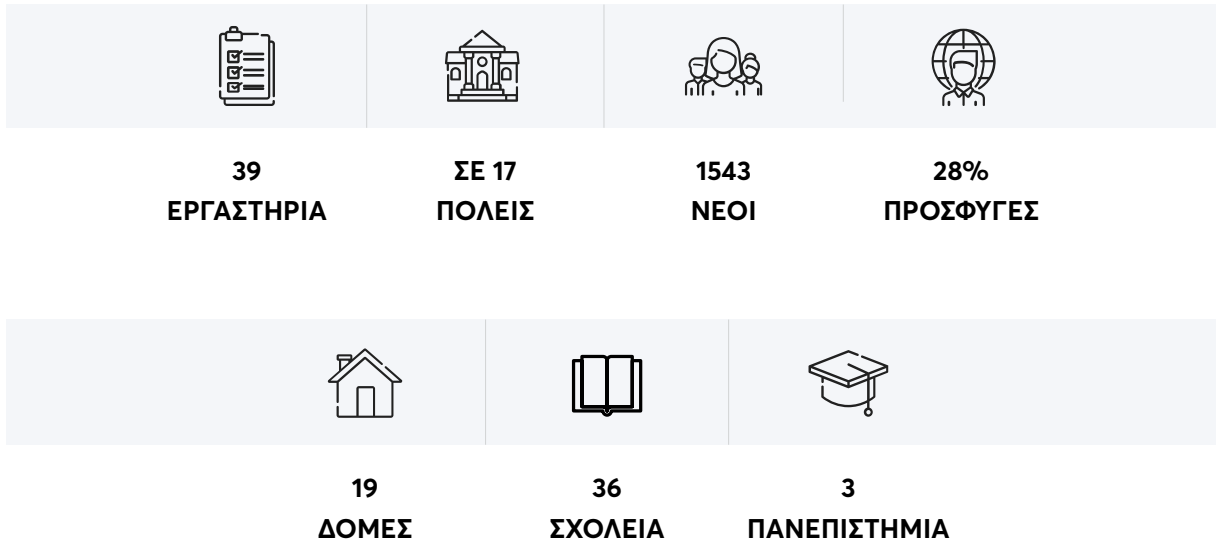 39
ΕΡΓΑΣΤΗΡΙΑ
ΣΕ 17
ΠΟΛΕΙΣ
1543
ΝΕΟΙ
28%
ΠΡΟΣΦΥΓΕΣ
19
ΔΟΜΕΣ
36
ΣΧΟΛΕΙΑ
3
ΠΑΝΕΠΙΣΤΗΜΙΑ